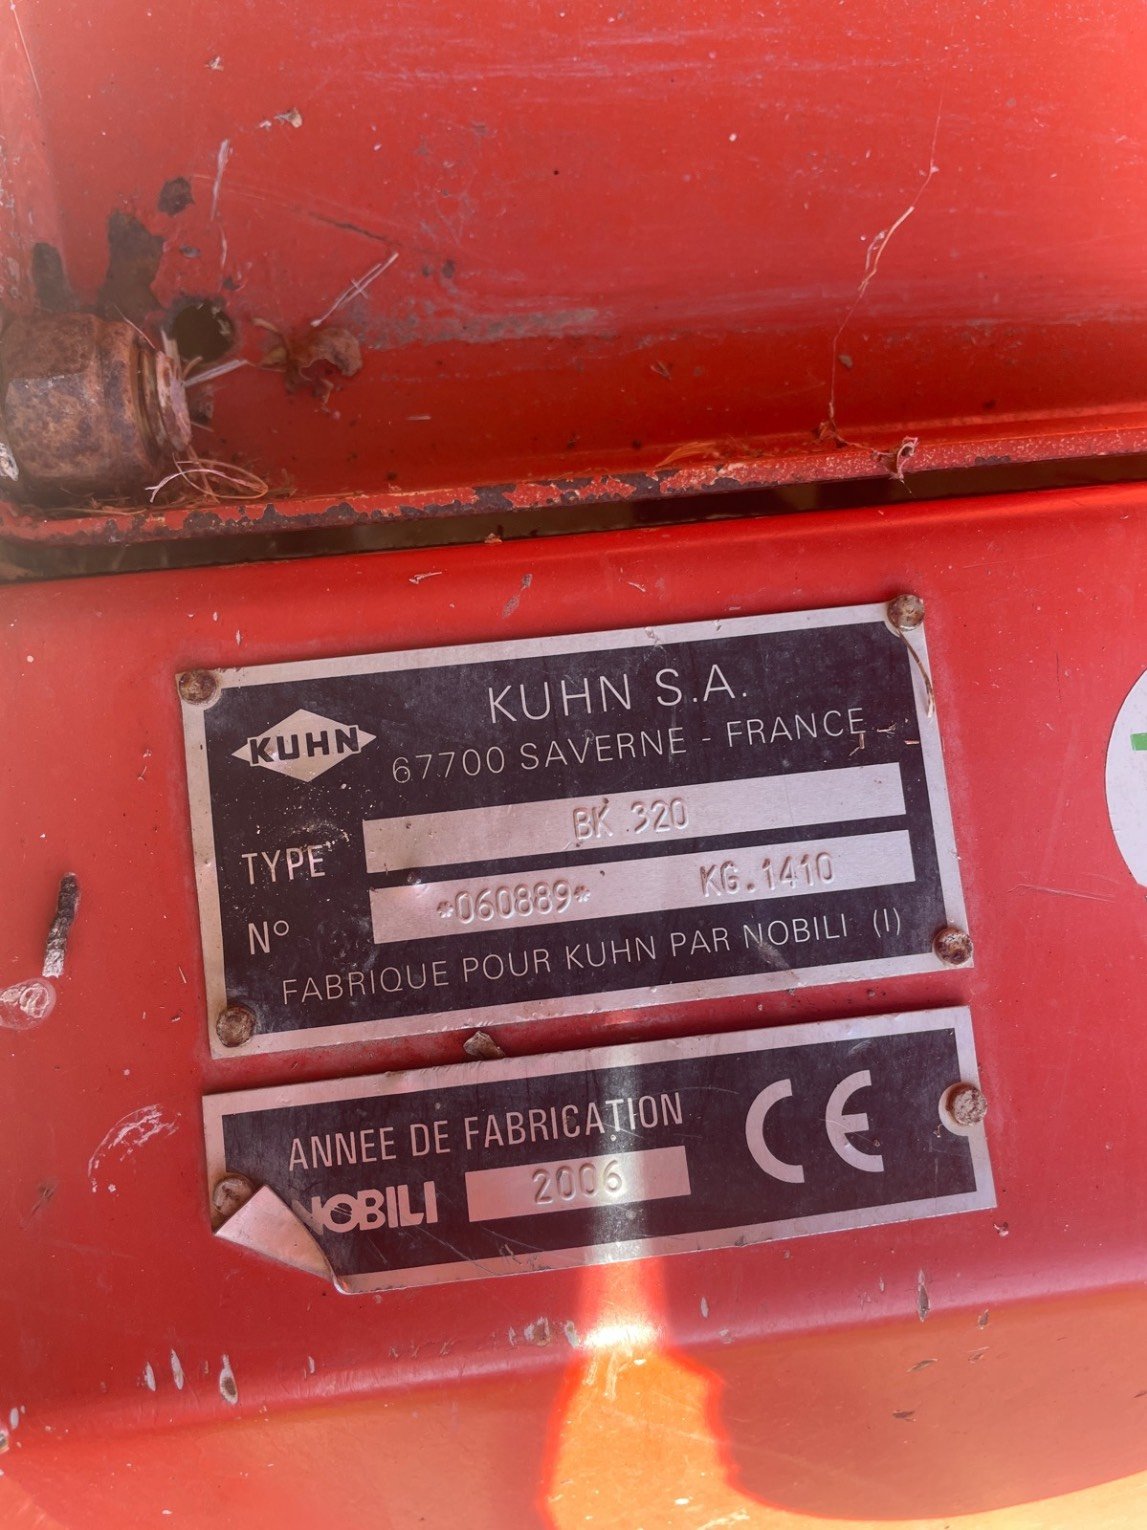 KUHN S.A.
KUHN
67700 SAVERNE - FRANCE
TYPE BK 320
N° *060889* KG.1410
FABRIQUE POUR KUHN PAR NOBILI (I)
ANNEE DE FABRICATION
CE
NOBILI 2006